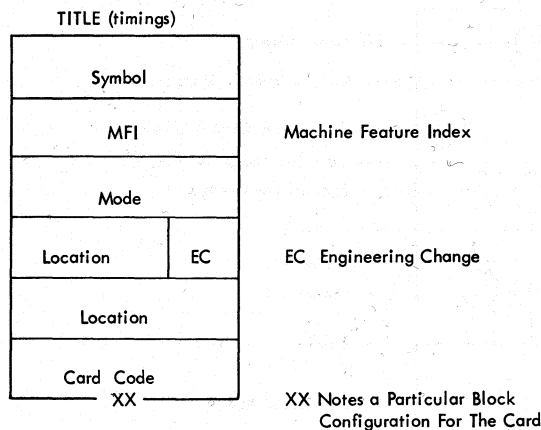 TITLE (timings)
Symbol
MFI Machine Feature Index
Mode
Location EC EC Engineering Change
Location
Card Code
XX XX Notes a Particular Block
Configuration For The Card